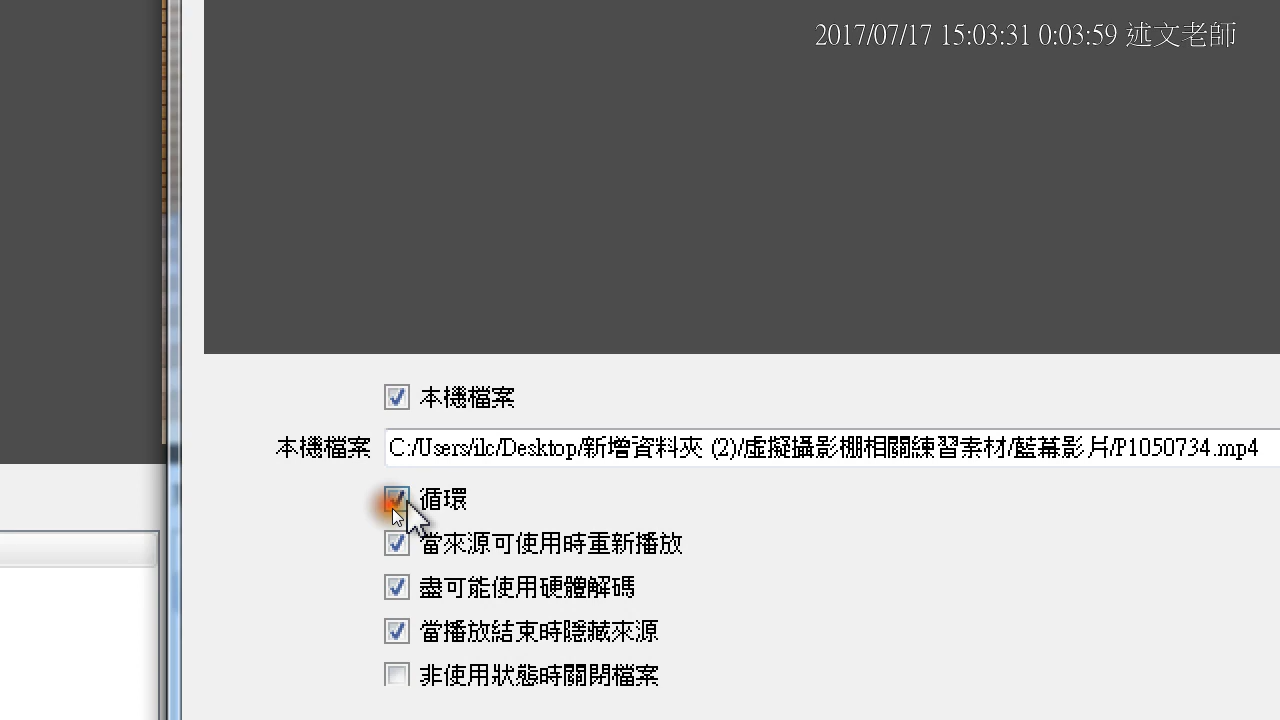 2017/07/17 15:03:31 0:03:59 述文老師
本機檔案
本機檔案 C:/Users/ilc/Desktop/新增資料夾 (2)/虛擬攝影棚相關練習素材/藍幕影片/P1050734.mp4
循環
當來源可使用時重新播放
盡可能使用硬體解碼
當播放結束時隱藏來源
非使用狀態時關閉檔案